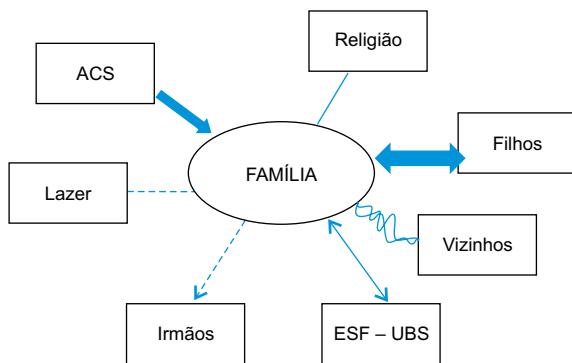 Religião
ACS
Filhos
FAMÍLIA
Lazer
Vizinhos
Irmãos
ESF – UBS